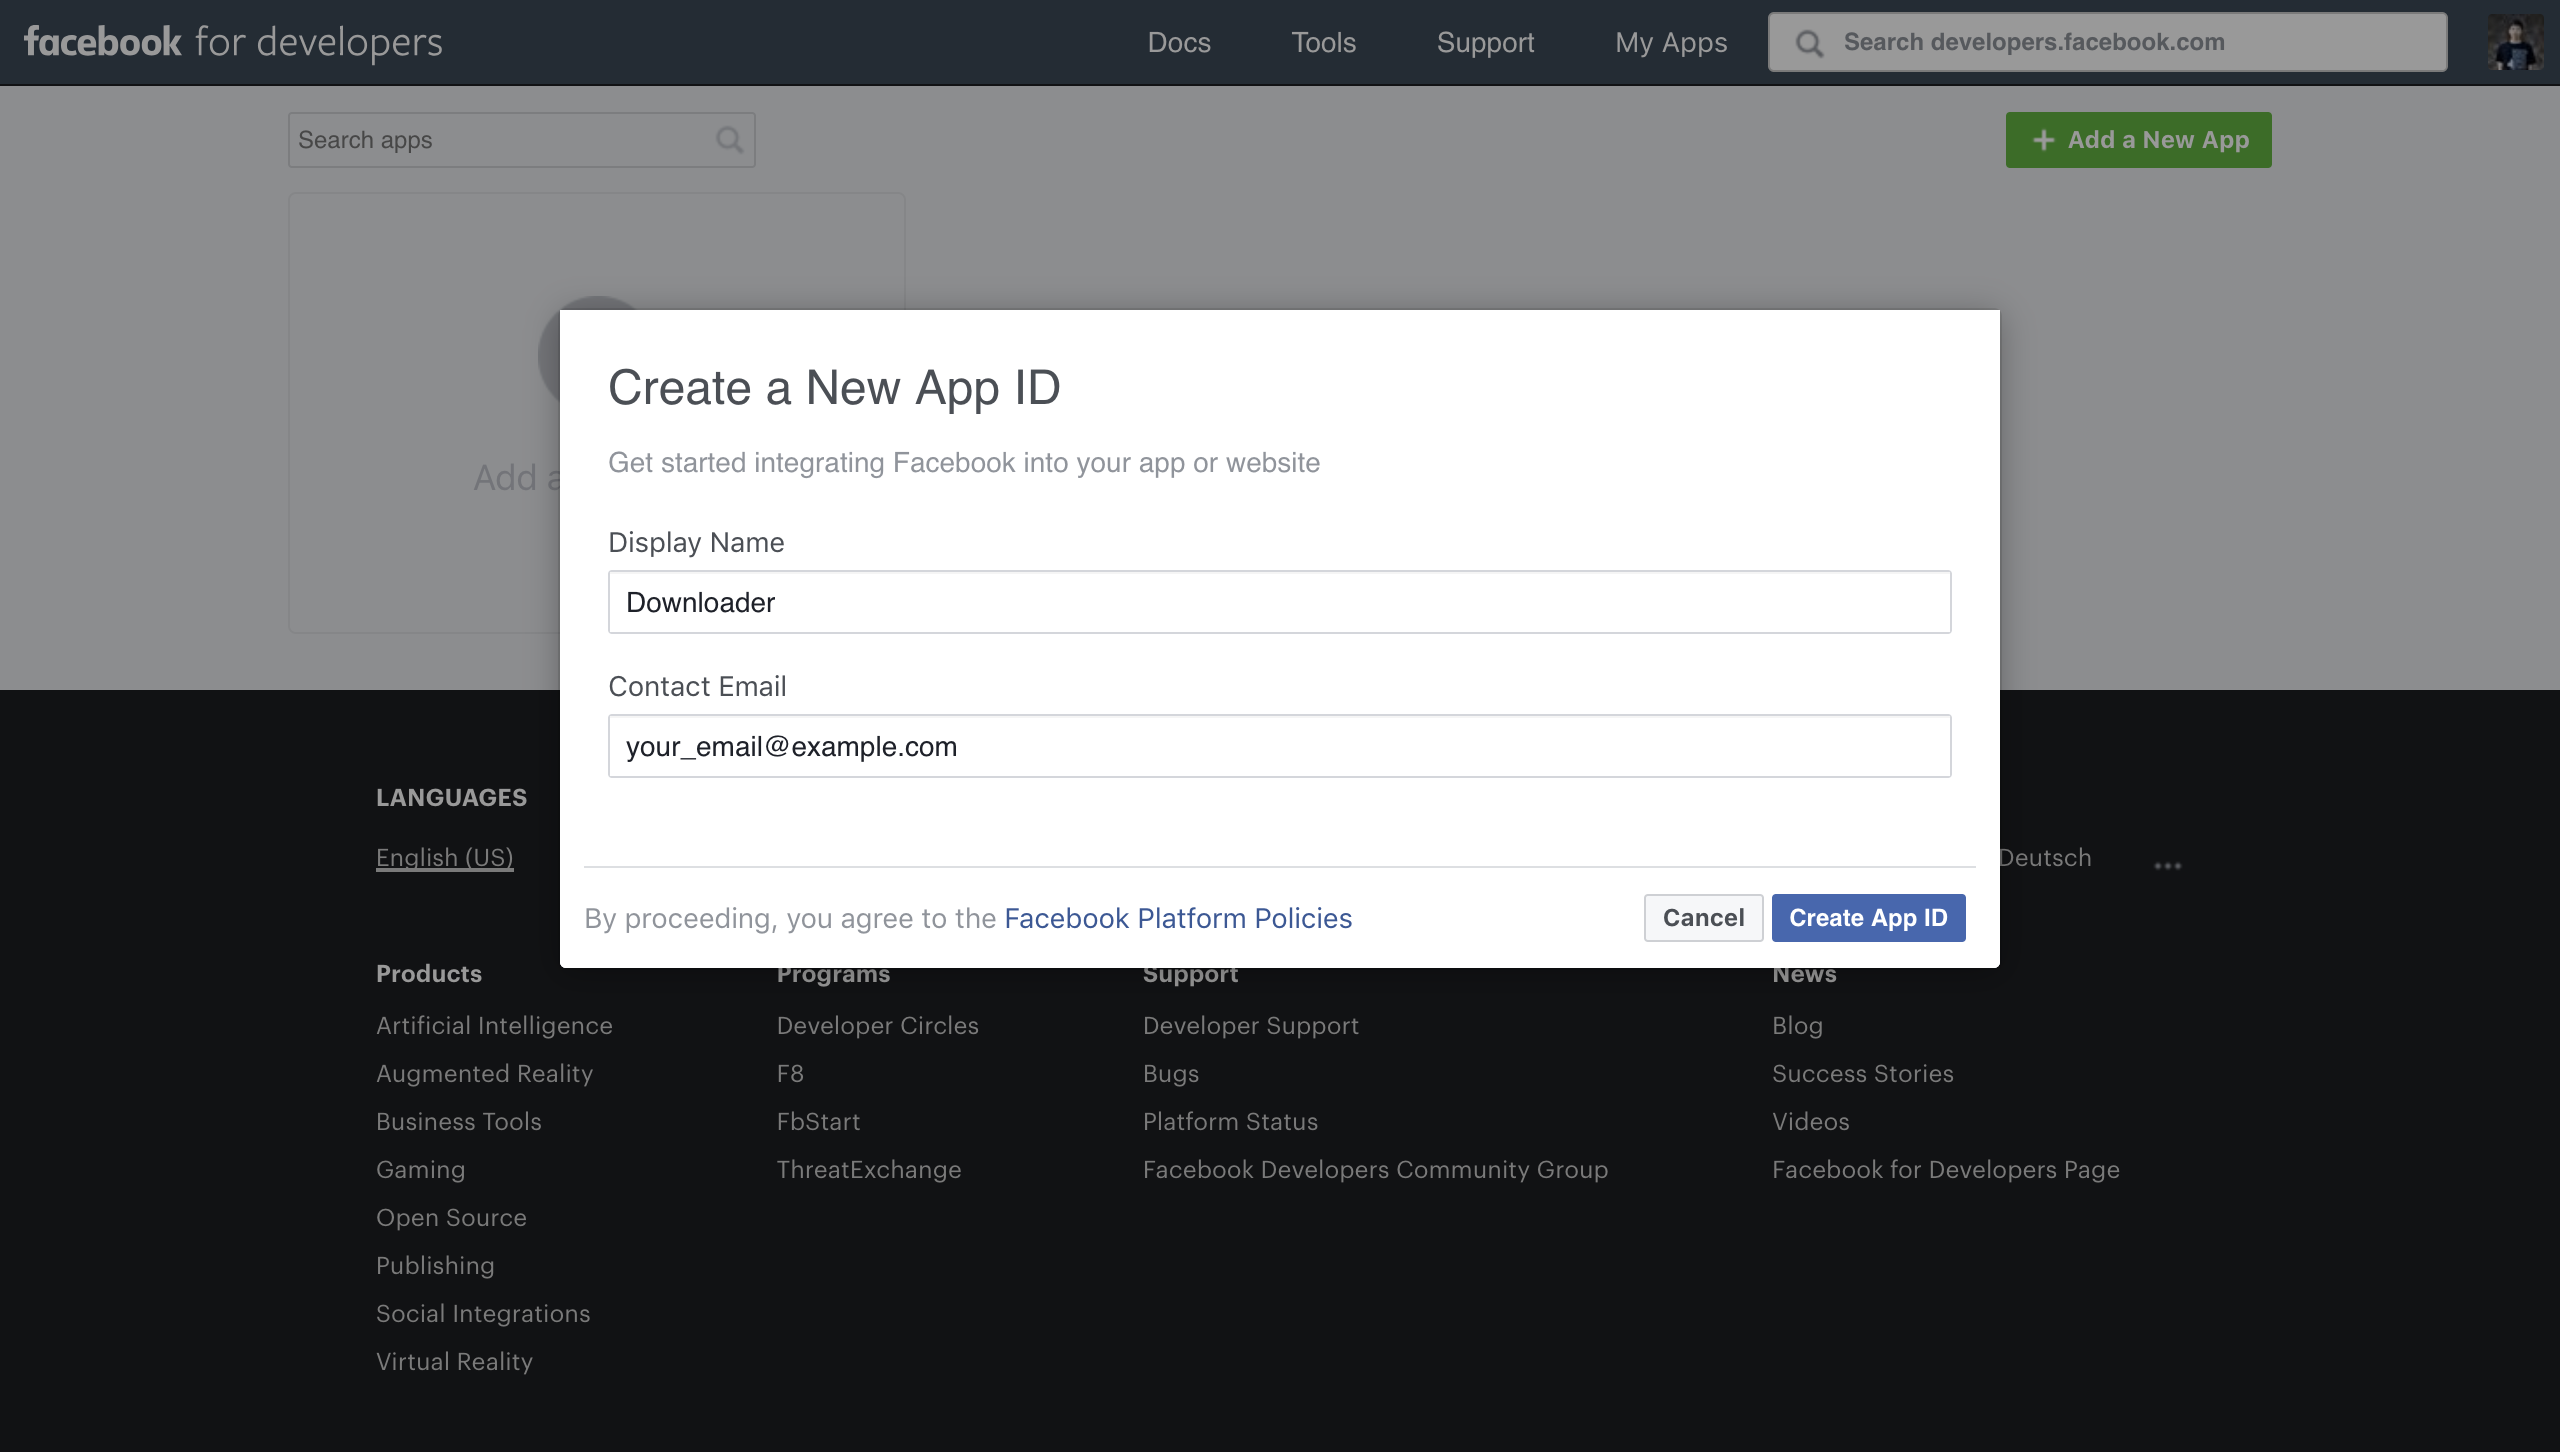 facebook for developers
Docs
Tools
Support
My Apps
Search developers.facebook.com
Search apps
+ Add a New App
Add a
Create a New App ID
Get started integrating Facebook into your app or website
Display Name
Downloader
Contact Email
your_email@example.com
By proceeding, you agree to the Facebook Platform Policies
Cancel
Create App ID
LANGUAGES
English (US)
Deutsch
...
Products
Artificial Intelligence
Augmented Reality
Business Tools
Gaming
Open Source
Publishing
Social Integrations
Virtual Reality
Programs
Developer Circles
F8
FbStart
ThreatExchange
Support
Developer Support
Bugs
Platform Status
Facebook Developers Community Group
News
Blog
Success Stories
Videos
Facebook for Developers Page